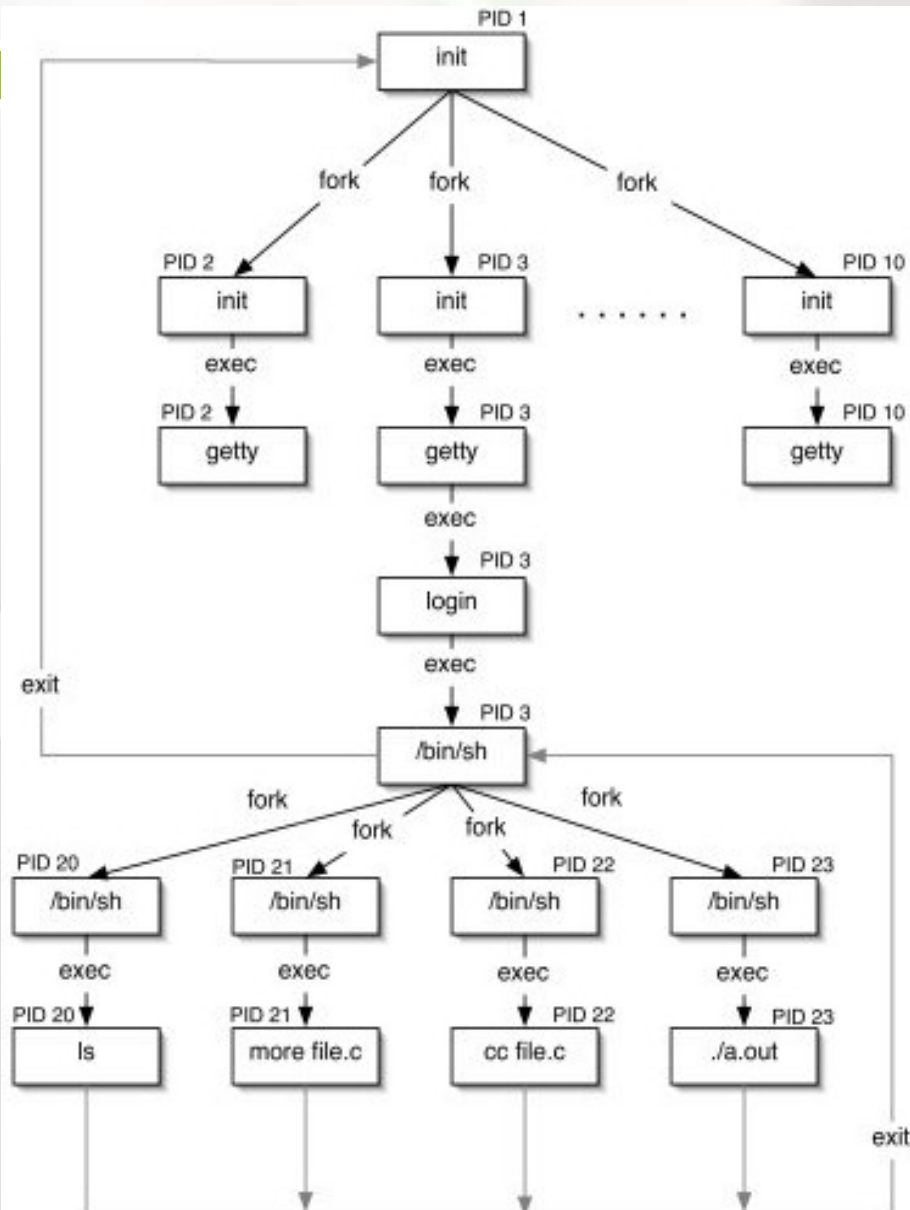 PID 1
init
fork
fork
fork
PID 2
PID 3
PID 10
init
init
. . . . . .
init
exec
exec
exec
PID 2
PID 3
PID 10
getty
getty
getty
exec
PID 3
login
exec
exit
PID 3
/bin/sh
fork
fork
fork
fork
PID 20
PID 21
PID 22
PID 23
/bin/sh
/bin/sh
/bin/sh
/bin/sh
exec
exec
exec
exec
PID 20
PID 21
PID 22
PID 23
ls
more file.c
cc file.c
./a.out
exit